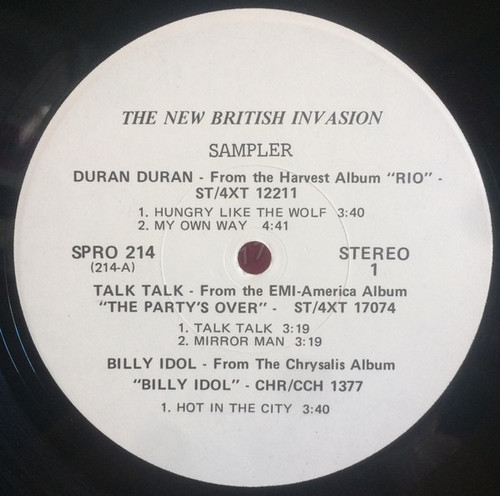 THE NEW BRITISH INVASION
SAMPLER
DURAN DURAN - From the Harvest Album "RIO" -
ST/4XT 12211
1. HUNGRY LIKE THE WOLF 3:40
2. MY OWN WAY 4:41
SPRO 214 STEREO
(214-A) 1
TALK TALK - From the EMI-America Album
"THE PARTY'S OVER" - ST/4XT 17074
1. TALK TALK 3:19
2. MIRROR MAN 3:19
BILLY IDOL - From The Chrysalis Album
"BILLY IDOL" - CHR/CCH 1377
1. HOT IN THE CITY 3:40